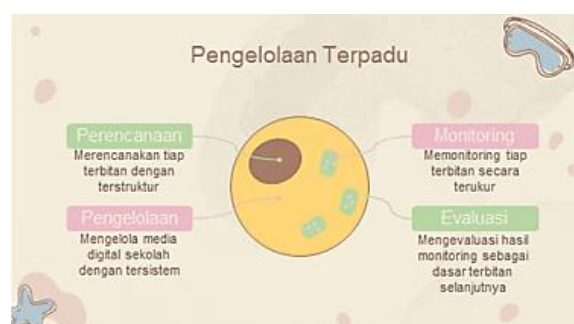 Pengelolaan Terpadu
Perencanaan
Merencanakan tiap
terbitan dengan
terstruktur
Pengelolaan
Mengelola media
digital sekolah
dengan tersistem
Monitoring
Memonitoring tiap
terbitan secara
terukur
Evaluasi
Mengevaluasi hasil
monitoring sebagai
dasar terbitan
selanjutnya